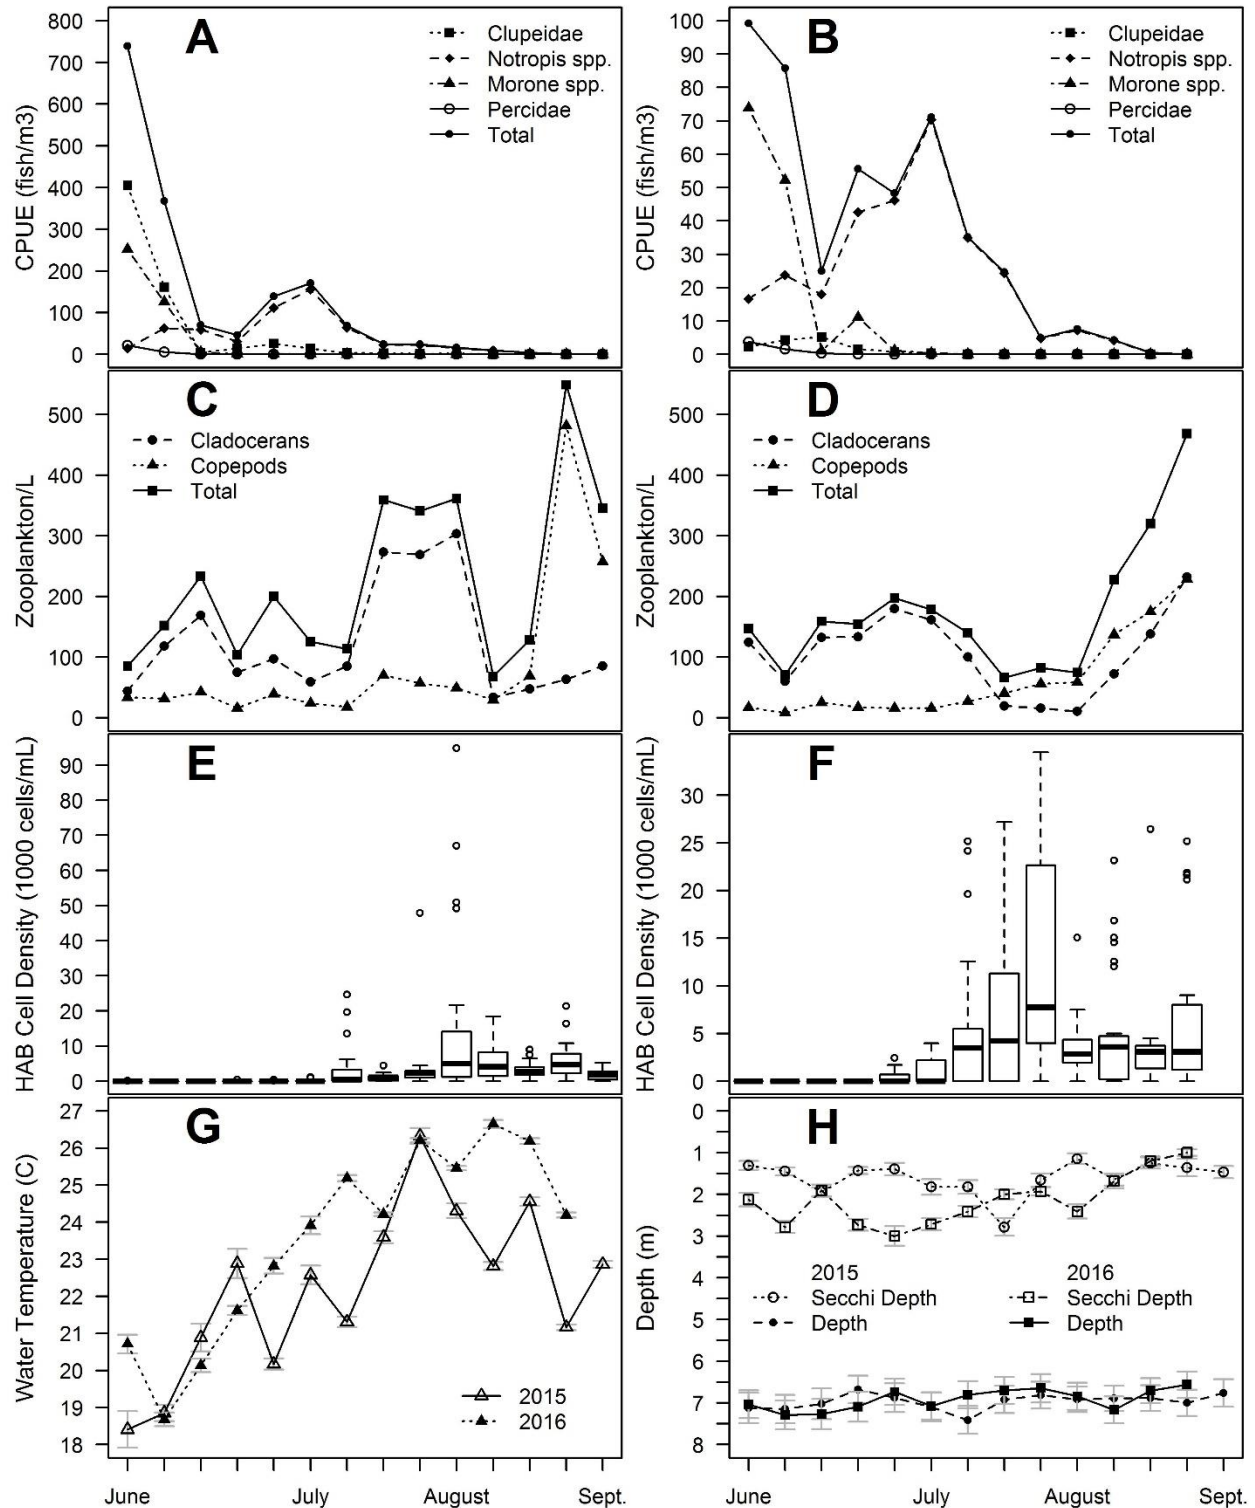 A
CPUE (fish/m3)
800
700
600
500
400
300
200
100
0
Clupeidae
Notropis spp.
Morone spp.
Percidae
Total
B
CPUE (fish/m3)
100
90
80
70
60
50
40
30
20
10
0
Clupeidae
Notropis spp.
Morone spp.
Percidae
Total
C
Zooplankton/L
500
400
300
200
100
0
Cladocerans
Copepods
Total
D
Zooplankton/L
500
400
300
200
100
0
Cladocerans
Copepods
Total
E
HAB Cell Density (1000 cells/mL)
90
80
70
60
50
40
30
20
10
0
F
HAB Cell Density (1000 cells/mL)
30
25
20
15
10
5
0
G
Water Temperature (C)
27
26
25
24
23
22
21
20
19
18
2015
2016
June
July
August
Sept.
H
Depth (m)
0
1
2
3
4
5
6
7
8
2015
Secchi Depth
Depth
2016
Secchi Depth
Depth
June
July
August
Sept.